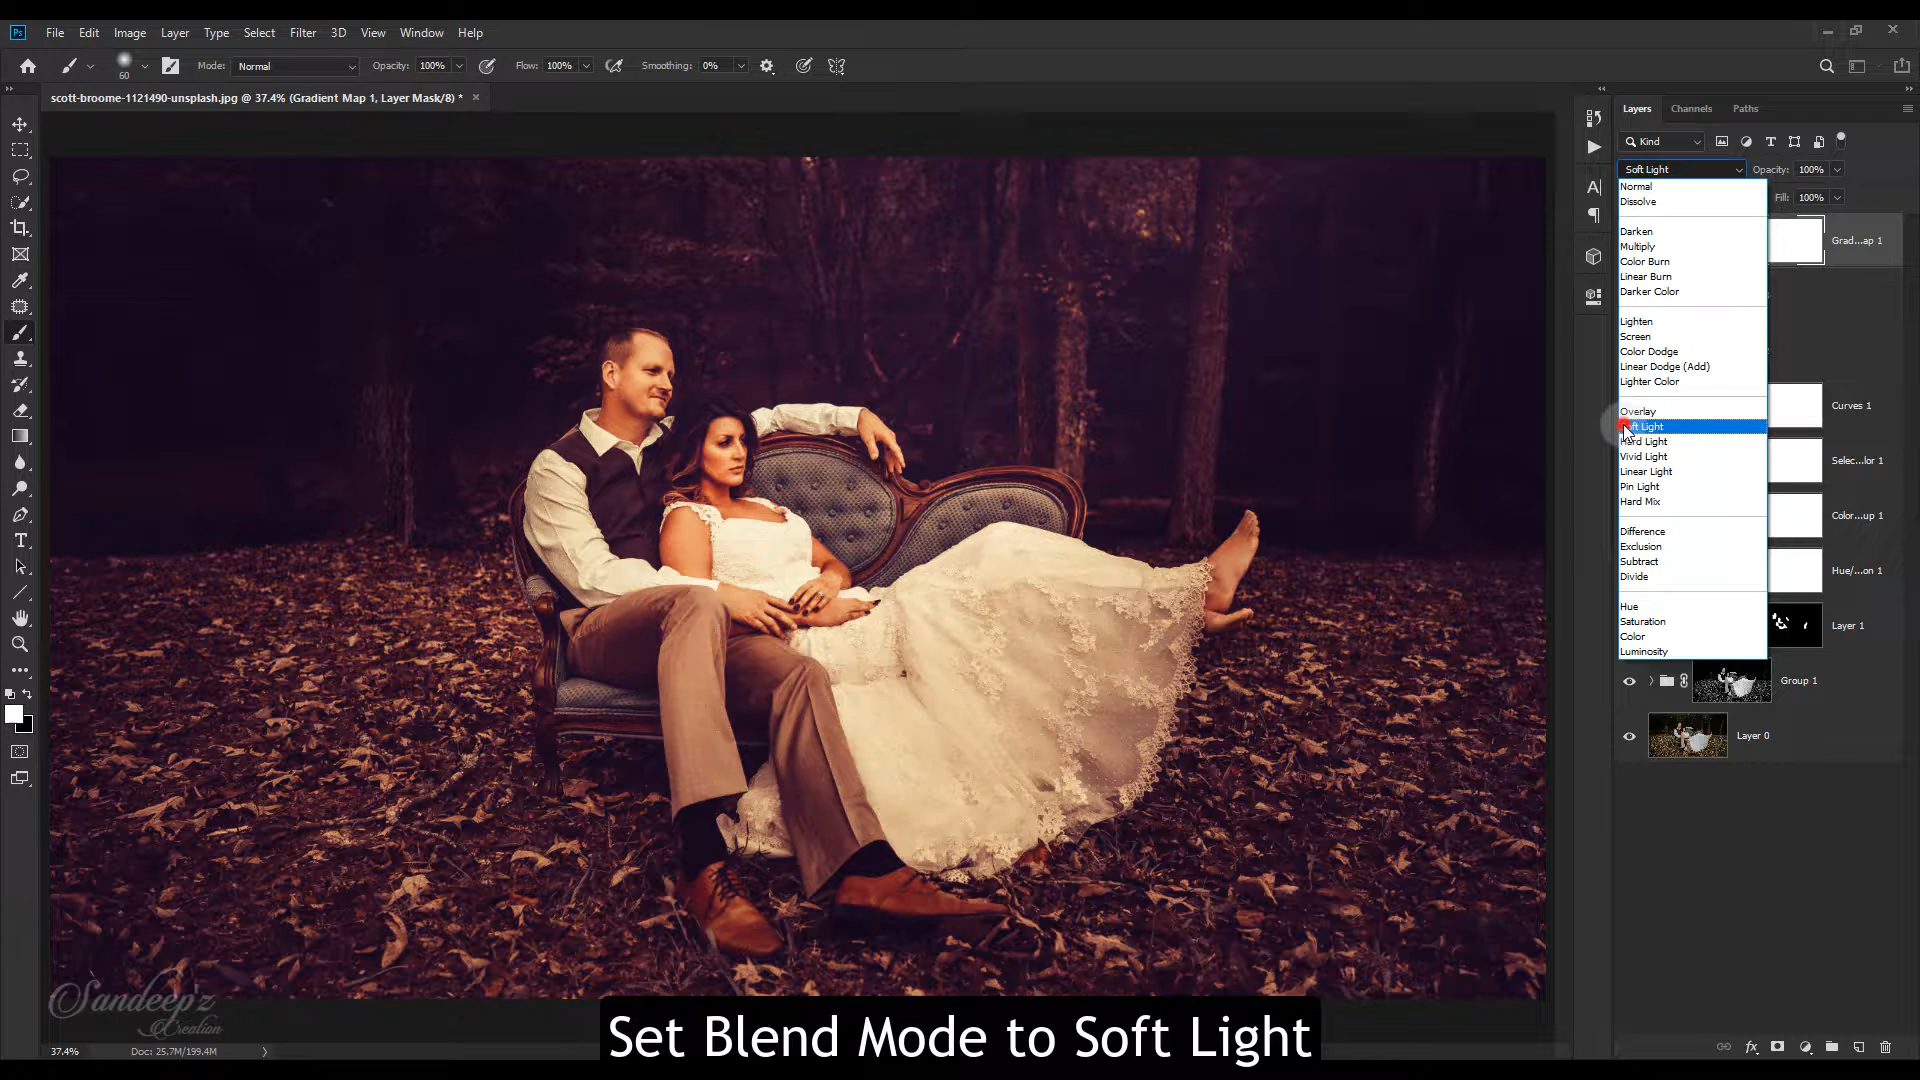 Ps File Edit Image Layer Type Select Filter 3D View Window Help
60 Mode: Normal Opacity: 100% Flow: 100% Smoothing: 0%
scott-broome-1121490-unsplash.jpg @ 37.4% (Gradient Map 1, Layer Mask/8) * ×
Layers Channels Paths
Kind
Soft Light Opacity: 100%
Fill: 100%
Normal
Dissolve
Darken
Multiply
Color Burn
Linear Burn
Darker Color
Lighten
Screen
Color Dodge
Linear Dodge (Add)
Lighter Color
Overlay
Soft Light
Hard Light
Vivid Light
Linear Light
Pin Light
Hard Mix
Difference
Exclusion
Subtract
Divide
Hue
Saturation
Color
Luminosity
Grad...ap 1
Curves 1
Selec...lor 1
Color...up 1
Hue/...on 1
Layer 1
Group 1
Layer 0
Sandeep'z
Creation
37.4% Doc: 25.7M/199.4M
Set Blend Mode to Soft Light